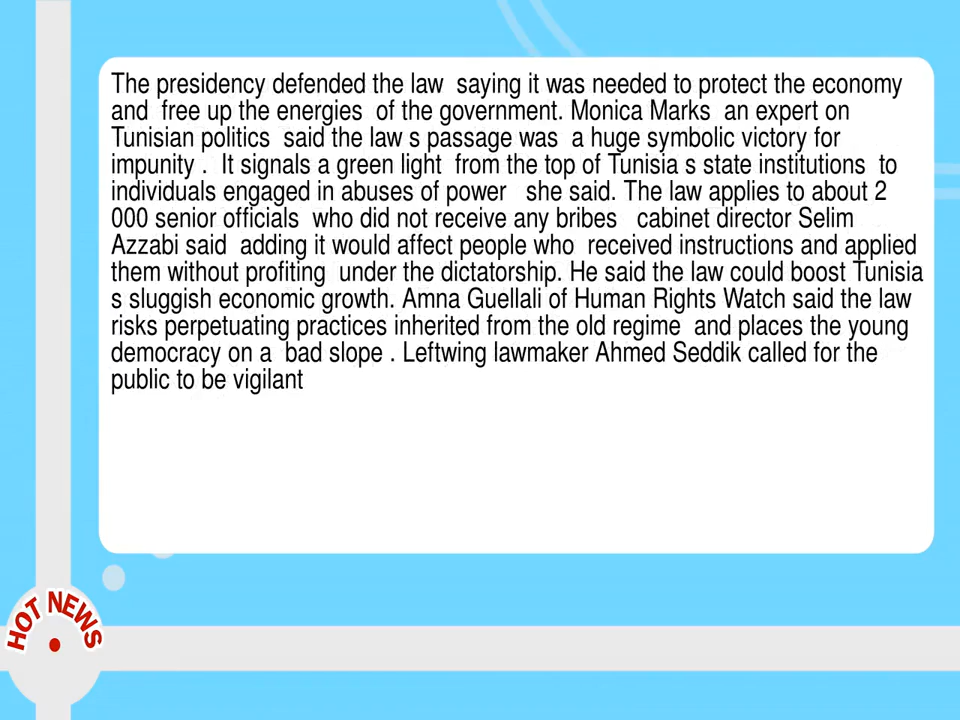 The presidency defended the law  saying it was needed to protect the economy
and  free up the energies  of the government. Monica Marks  an expert on
Tunisian politics  said the law s passage was  a huge symbolic victory for
impunity .  It signals a green light  from the top of Tunisia s state institutions  to
individuals engaged in abuses of power   she said. The law applies to about 2
000 senior officials  who did not receive any bribes   cabinet director Selim
Azzabi said  adding it would affect people who  received instructions and applied
them without profiting  under the dictatorship. He said the law could boost Tunisia
s sluggish economic growth. Amna Guellali of Human Rights Watch said the law
risks perpetuating practices inherited from the old regime  and places the young
democracy on a  bad slope . Leftwing lawmaker Ahmed Seddik called for the
public to be vigilant
HOT NEWS